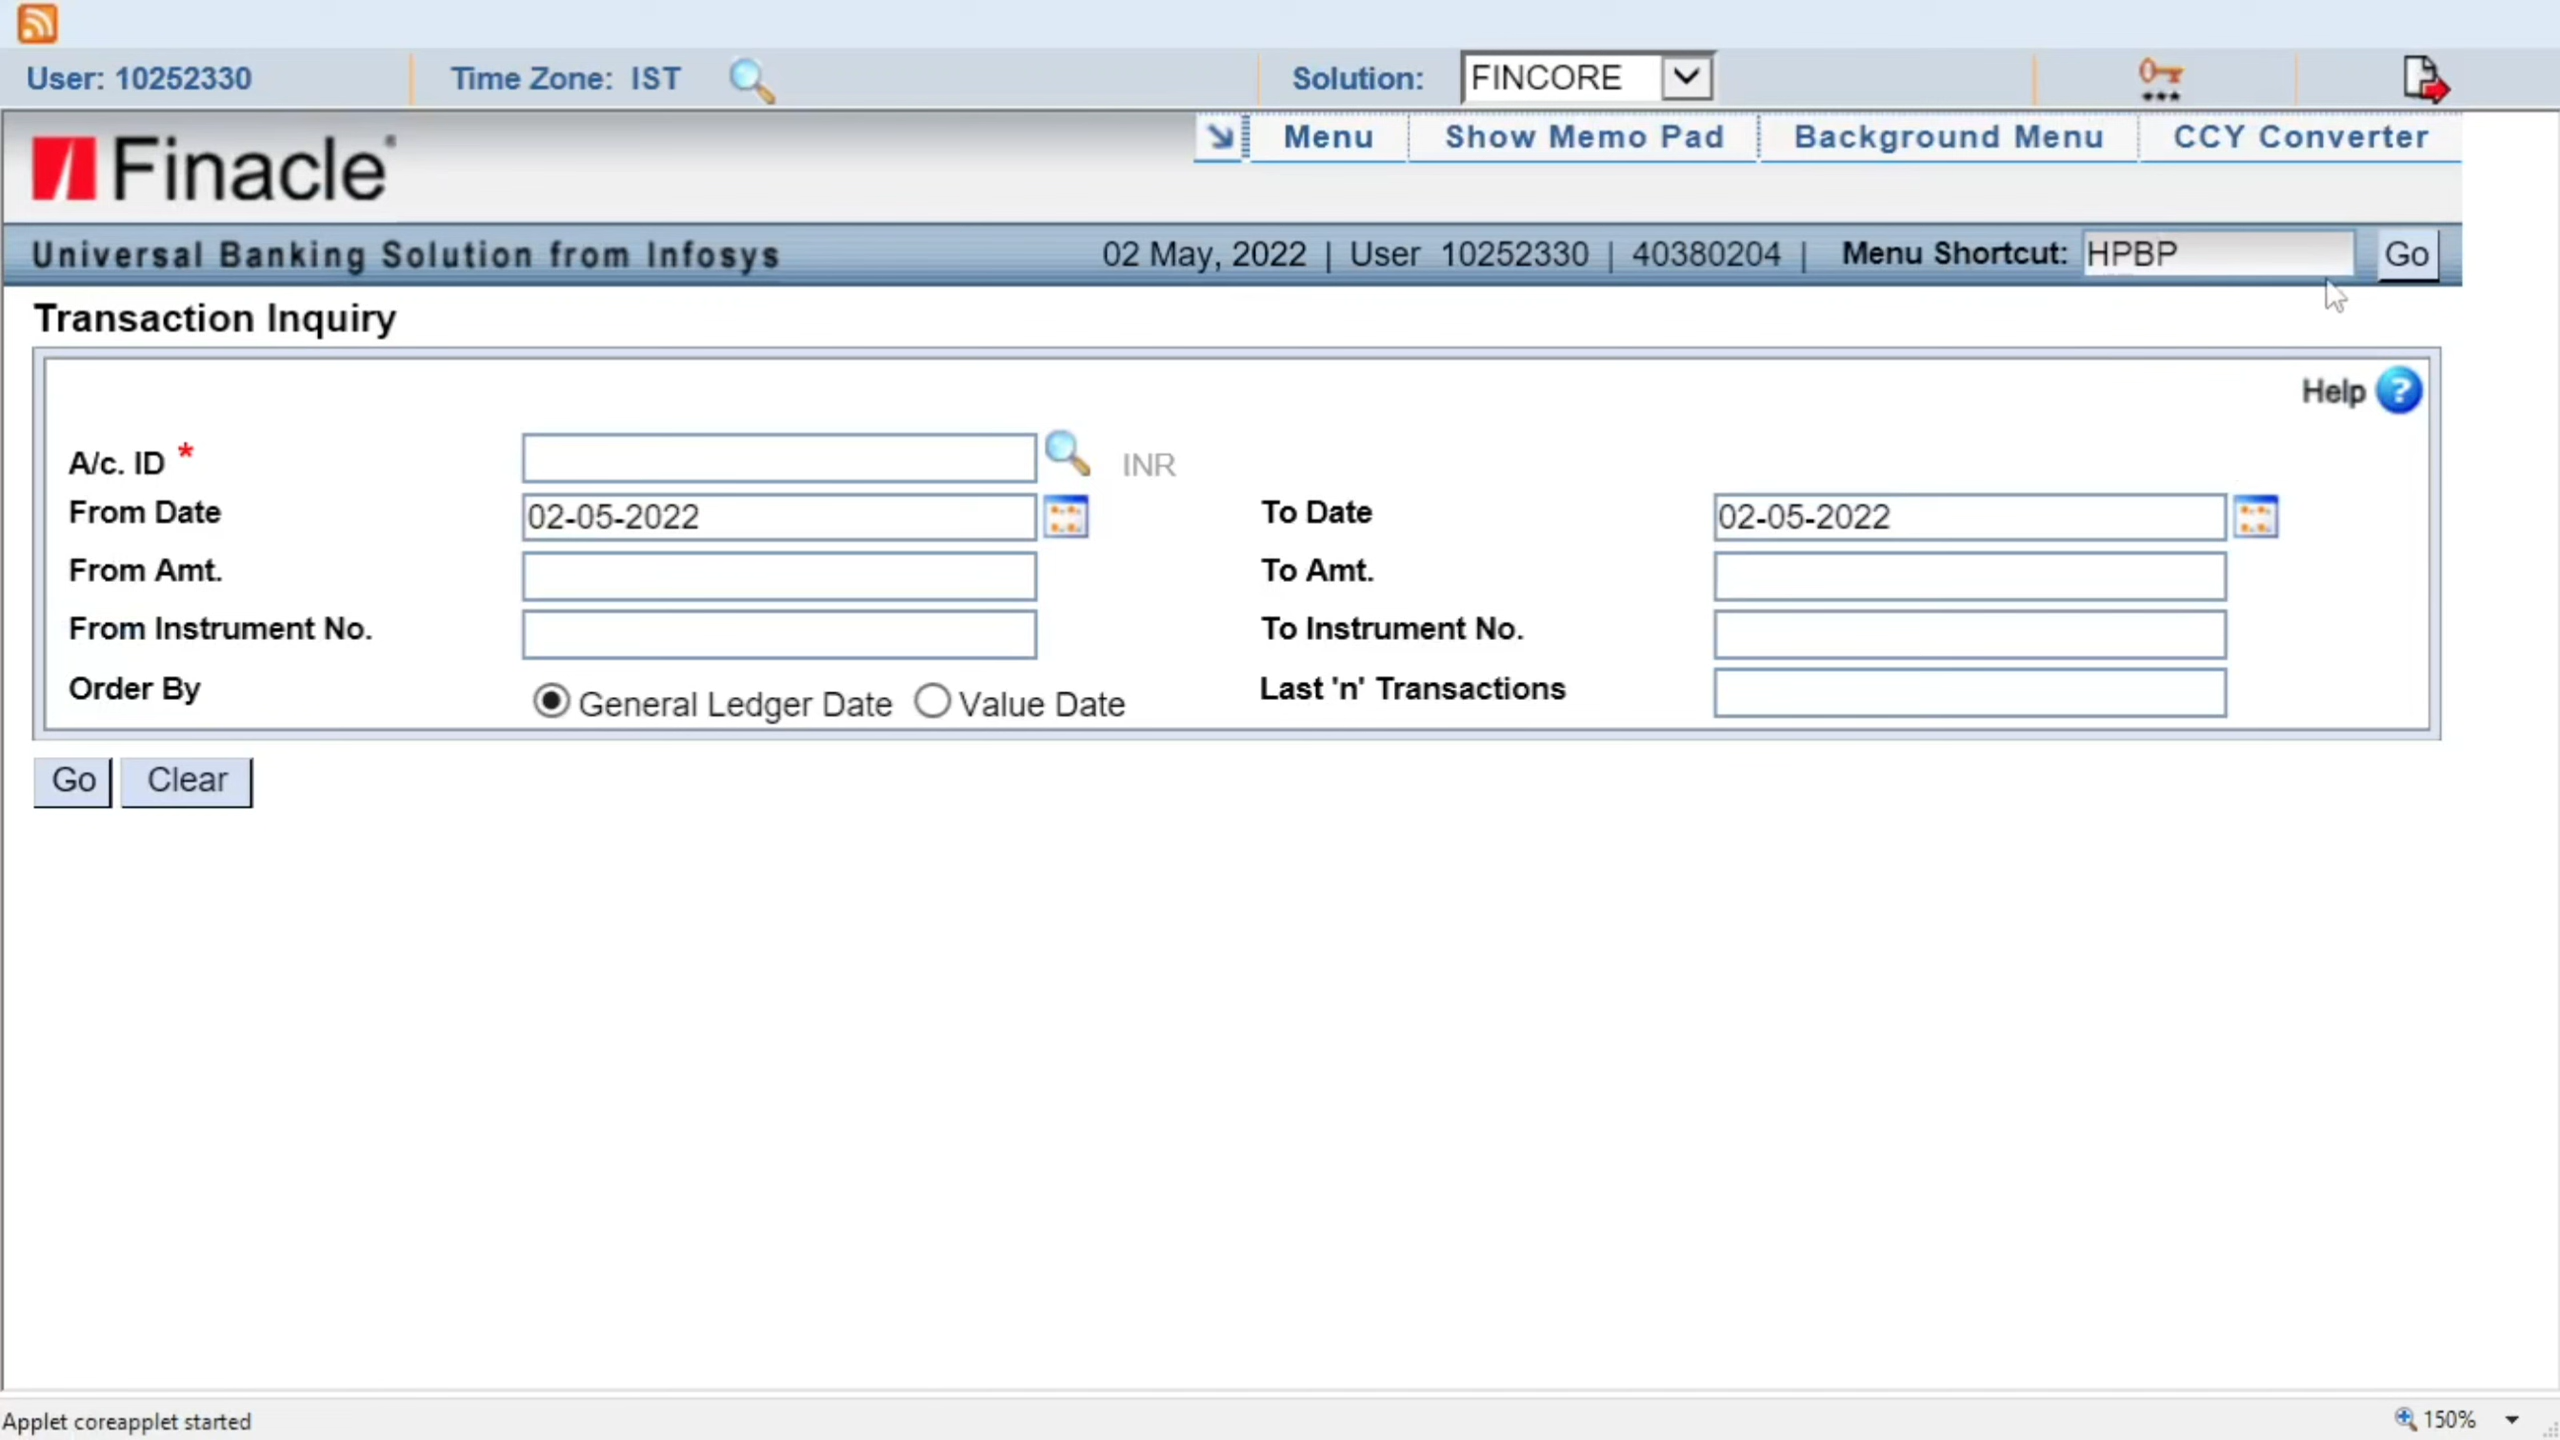 User: 10252330 Time Zone: IST Solution: FINCORE
Menu Show Memo Pad Background Menu CCY Converter
Finacle
Universal Banking Solution from Infosys 02 May, 2022 | User 10252330 | 40380204 | Menu Shortcut: HPBP Go
Transaction Inquiry
Help ?
A/c. ID * INR
From Date 02-05-2022 To Date 02-05-2022
From Amt. To Amt.
From Instrument No. To Instrument No.
Order By General Ledger Date Value Date Last 'n' Transactions
Go Clear
Applet coreapplet started 150%